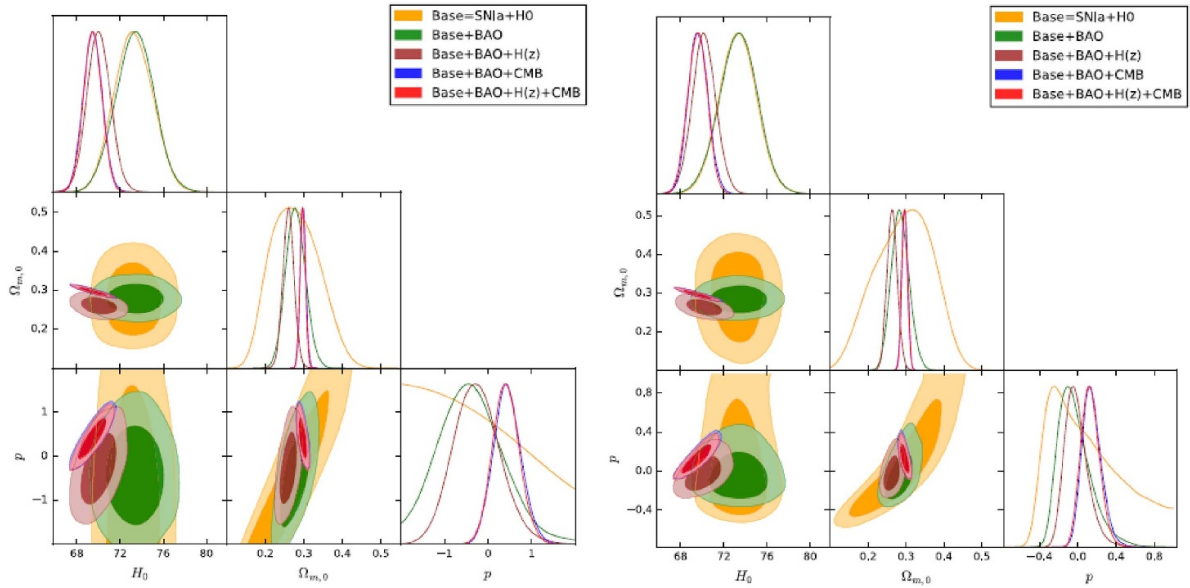 Base=SNIa+H0
Base+BAO
Base+BAO+H(z)
Base+BAO+CMB
Base+BAO+H(z)+CMB
0.5
0.4
0.3
0.2
Ωm,0
1
0
−1
p
68 72 76 80
H0
0.2 0.3 0.4 0.5
Ωm,0
−1 0 1
p
Base=SNIa+H0
Base+BAO
Base+BAO+H(z)
Base+BAO+CMB
Base+BAO+H(z)+CMB
0.5
0.4
0.3
0.2
Ωm,0
0.8
0.4
0.0
−0.4
p
68 72 76 80
H0
0.2 0.3 0.4 0.5
Ωm,0
−0.4 0.0 0.4 0.8
p